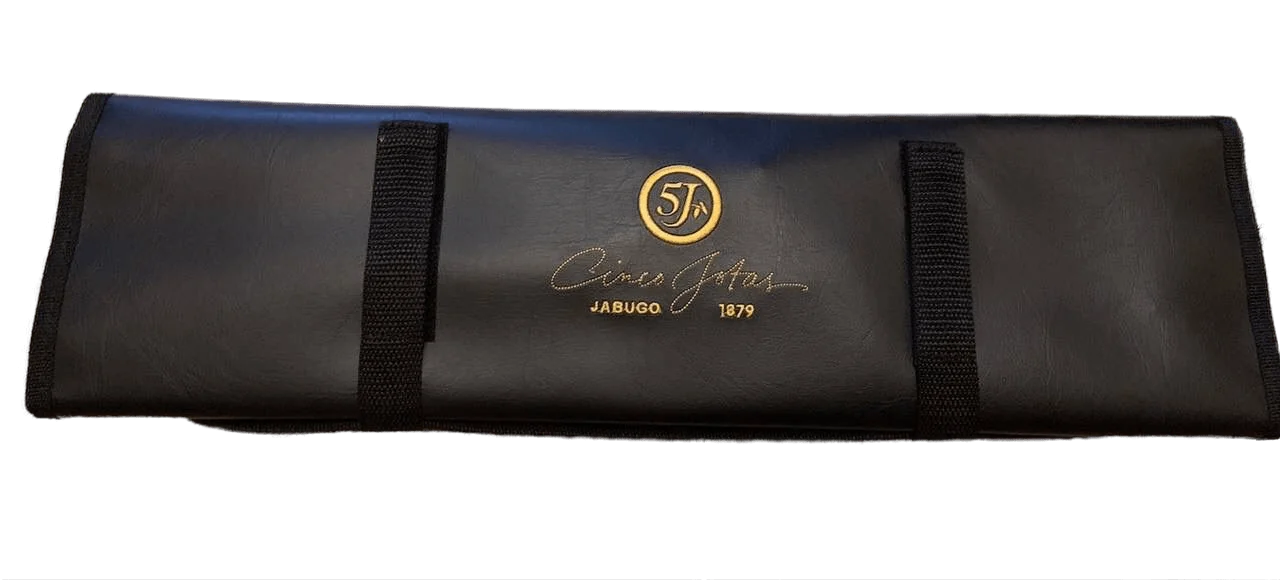 5J
Cinco Jotas
JABUGO 1879